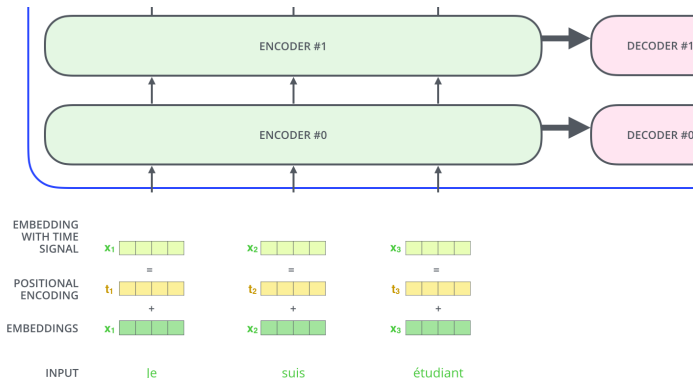 ENCODER #1
DECODER #1
ENCODER #0
DECODER #0
EMBEDDING
WITH TIME
SIGNAL
x₁ x₂ x₃
= = =
POSITIONAL
ENCODING
t₁ t₂ t₃
+ + +
EMBEDDINGS
x₁ x₂ x₃
INPUT le suis étudiant